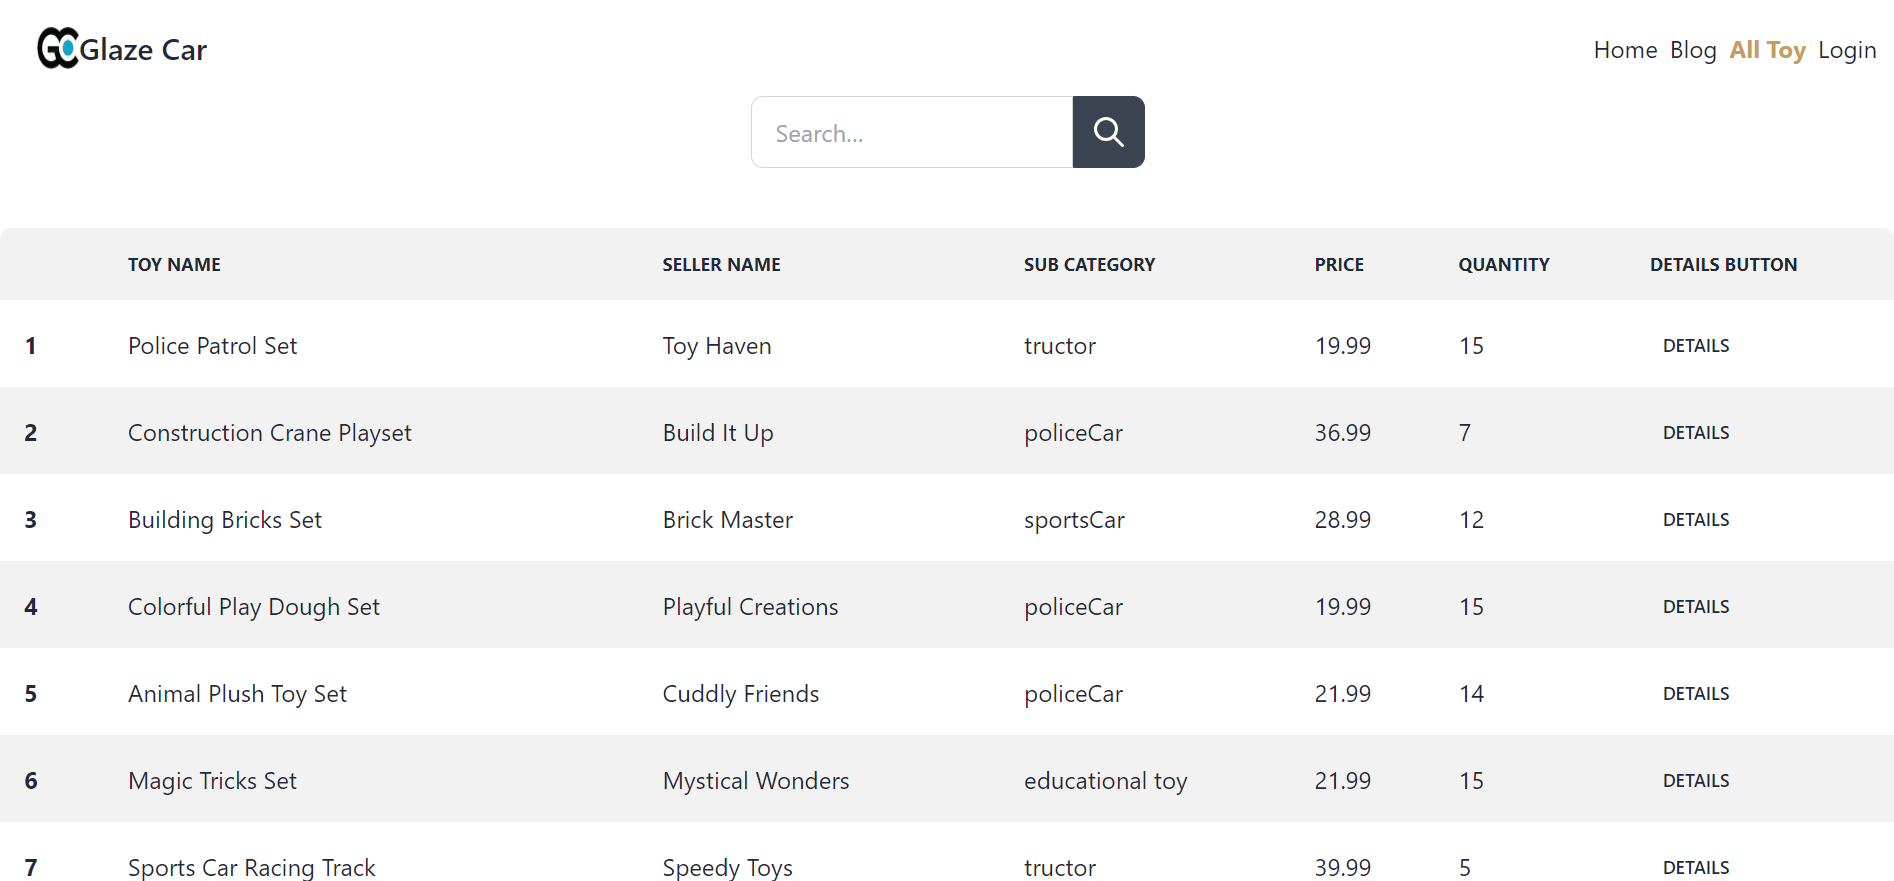 GC Glaze Car Home Blog All Toy Login
Search...
TOY NAME SELLER NAME SUB CATEGORY PRICE QUANTITY DETAILS BUTTON
1 Police Patrol Set Toy Haven tructor 19.99 15 DETAILS
2 Construction Crane Playset Build It Up policeCar 36.99 7 DETAILS
3 Building Bricks Set Brick Master sportsCar 28.99 12 DETAILS
4 Colorful Play Dough Set Playful Creations policeCar 19.99 15 DETAILS
5 Animal Plush Toy Set Cuddly Friends policeCar 21.99 14 DETAILS
6 Magic Tricks Set Mystical Wonders educational toy 21.99 15 DETAILS
7 Sports Car Racing Track Speedy Toys tructor 39.99 5 DETAILS